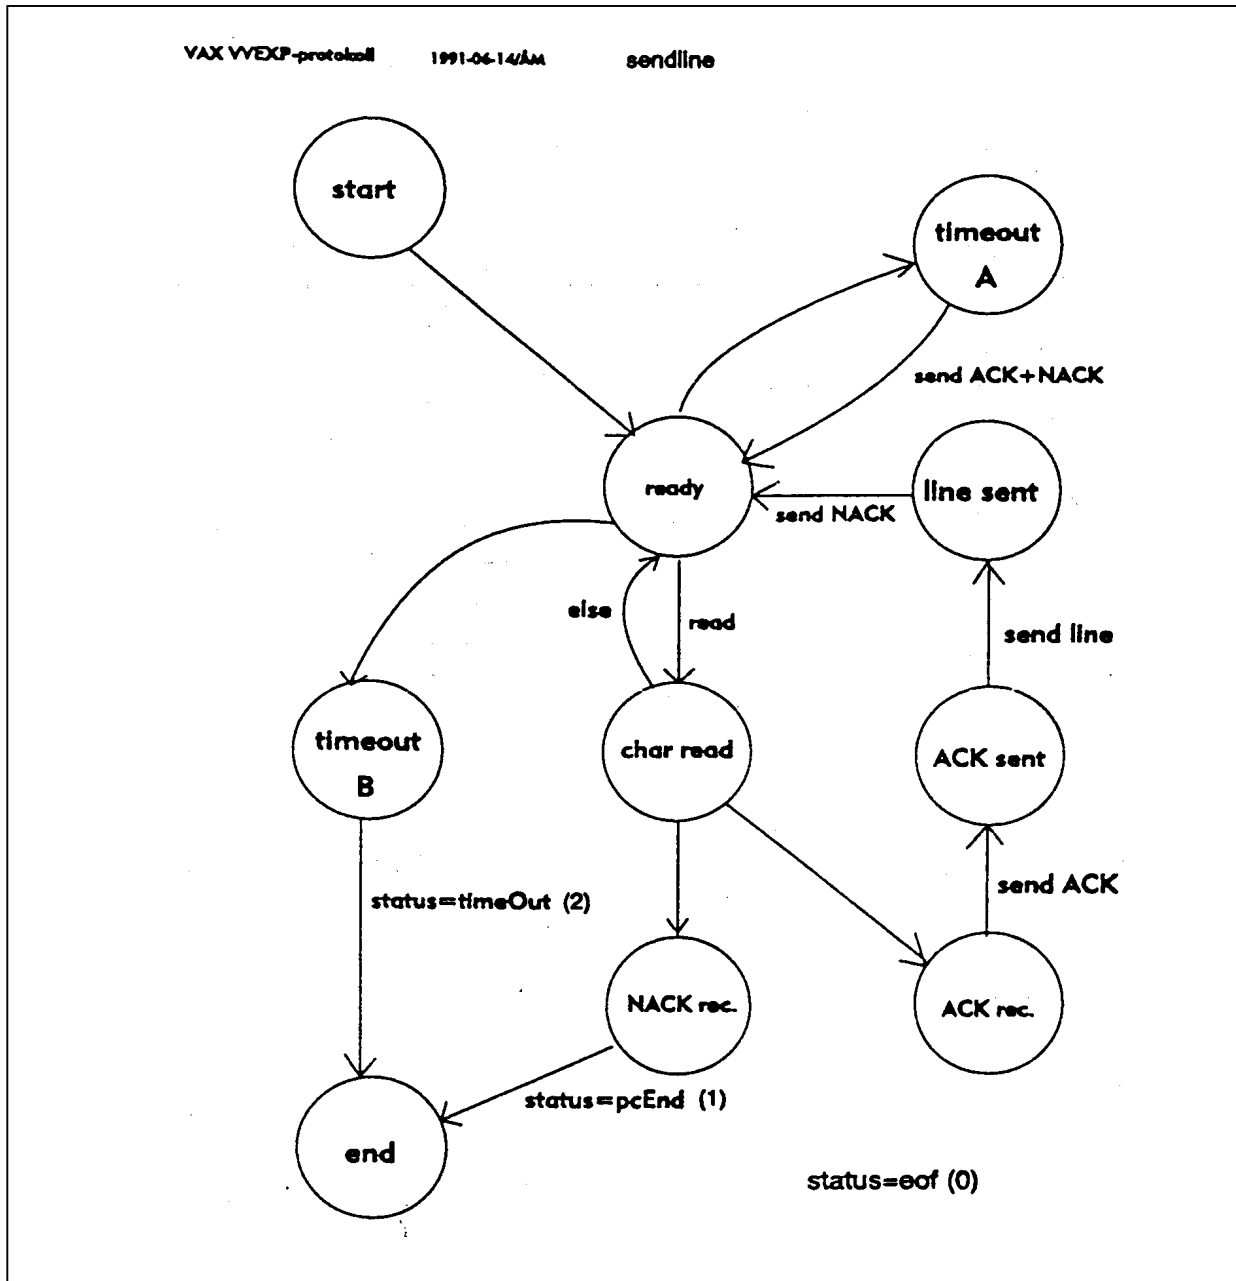 VAX VVEXP-protokoll 1991-06-14/ÅM sendline
start
timeout
A
send ACK+NACK
ready
line sent
send NACK
else
read
send line
timeout
B
char read
ACK sent
status=timeOut (2)
send ACK
NACK rec.
ACK rec.
status=pcEnd (1)
end
status=eof (0)